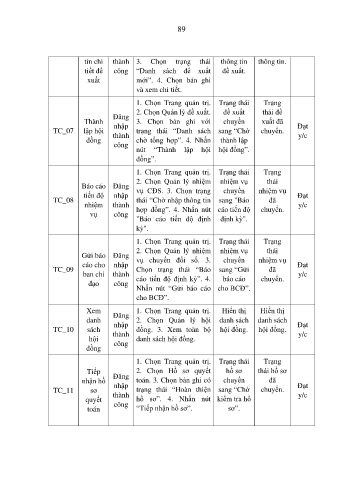 89
tin chi tiết đề xuất | thành công | 3. Chọn trạng thái “Danh sách đề xuất mới”. 4. Chọn bản ghi và xem chi tiết. | thông tin đề xuất. | thông tin.
TC_07 | Thành lập hội đồng | Đăng nhập thành công | 1. Chọn Trang quản trị. 2. Chọn Quản lý đề xuất. 3. Chọn bản ghi với trạng thái “Danh sách chờ tổng hợp”. 4. Nhấn nút “Thành lập hội đồng”. | Trạng thái đề xuất chuyển sang “Chờ thành lập hội đồng”. | Trạng thái đề xuất đã chuyển. | Đạt y/c
TC_08 | Báo cáo tiến độ nhiệm vụ | Đăng nhập thành công | 1. Chọn Trang quản trị. 2. Chọn Quản lý nhiệm vụ CĐS. 3. Chọn trạng thái “Chờ nhập thông tin hợp đồng”. 4. Nhấn nút "Báo cáo tiến độ định kỳ". | Trạng thái nhiệm vụ chuyển sang "Báo cáo tiến độ định kỳ". | Trạng thái nhiệm vụ đã chuyển. | Đạt y/c
TC_09 | Gửi báo cáo cho ban chỉ đạo | Đăng nhập thành công | 1. Chọn Trang quản trị. 2. Chọn Quản lý nhiệm vụ chuyển đổi số. 3. Chọn trạng thái “Báo cáo tiến độ định kỳ”. 4. Nhấn nút “Gửi báo cáo cho BCĐ”. | Trạng thái nhiệm vụ chuyển sang “Gửi báo cáo cho BCĐ”. | Trạng thái nhiệm vụ đã chuyển. | Đạt y/c
TC_10 | Xem danh sách hội đồng | Đăng nhập thành công | 1. Chọn Trang quản trị. 2. Chọn Quản lý hội đồng. 3. Xem toàn bộ danh sách hội đồng. | Hiển thị danh sách hội đồng. | Hiển thị danh sách hội đồng. | Đạt y/c
TC_11 | Tiếp nhận hồ sơ quyết toán | Đăng nhập thành công | 1. Chọn Trang quản trị. 2. Chọn Hồ sơ quyết toán. 3. Chọn bản ghi có trạng thái “Hoàn thiện hồ sơ”. 4. Nhấn nút “Tiếp nhận hồ sơ”. | Trạng thái hồ sơ chuyển sang “Chờ kiểm tra hồ sơ”. | Trạng thái hồ sơ đã chuyển. | Đạt y/c